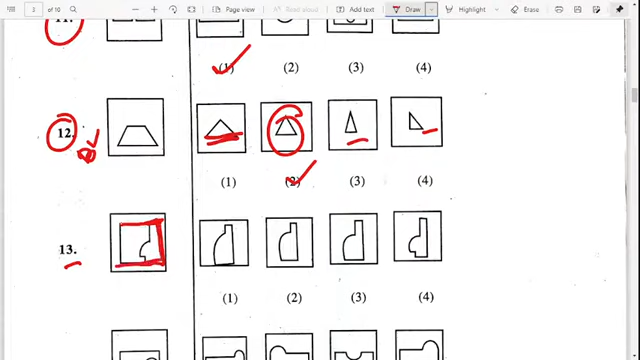 3 of 10
Page view
Read aloud
Add text
Draw
Highlight
Erase
11.
(1) (2) (3) (4)
12.
(1) (2) (3) (4)
13.
(1) (2) (3) (4)